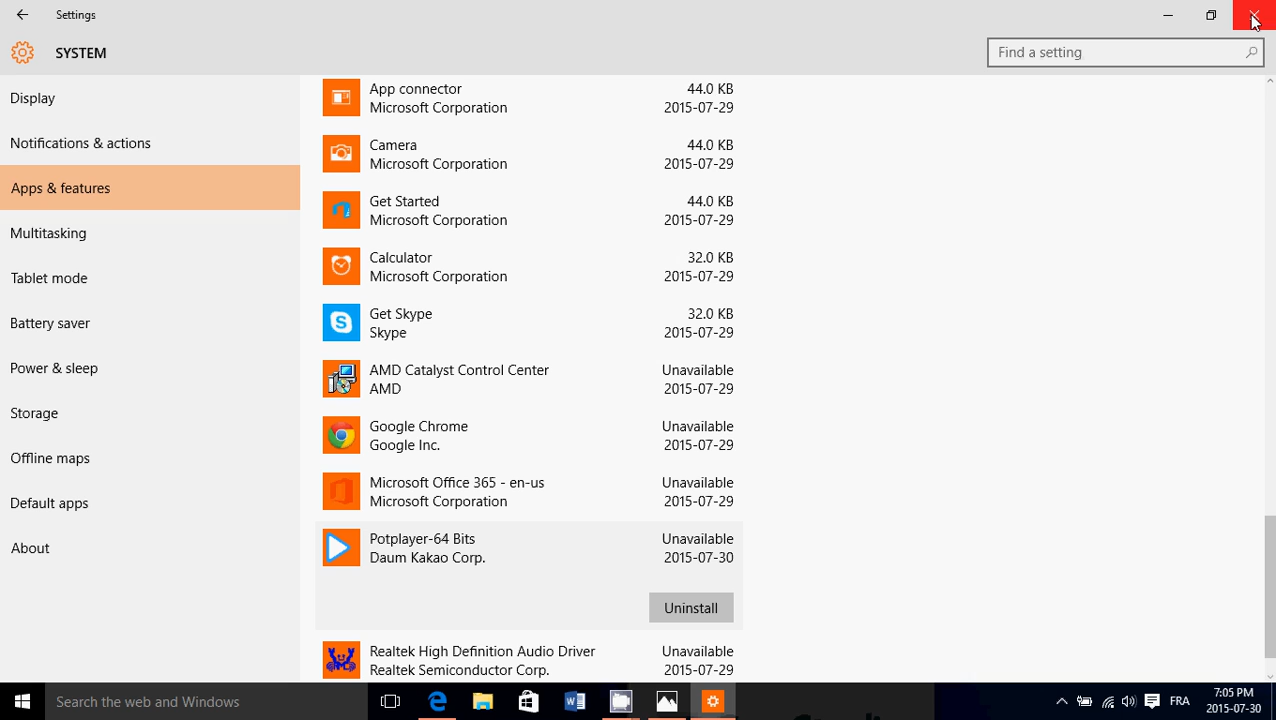 Settings
SYSTEM
Find a setting
Display
Notifications & actions
Apps & features
Multitasking
Tablet mode
Battery saver
Power & sleep
Storage
Offline maps
Default apps
About
App connector 44.0 KB
Microsoft Corporation 2015-07-29
Camera 44.0 KB
Microsoft Corporation 2015-07-29
Get Started 44.0 KB
Microsoft Corporation 2015-07-29
Calculator 32.0 KB
Microsoft Corporation 2015-07-29
Get Skype 32.0 KB
Skype 2015-07-29
AMD Catalyst Control Center Unavailable
AMD 2015-07-29
Google Chrome Unavailable
Google Inc. 2015-07-29
Microsoft Office 365 - en-us Unavailable
Microsoft Corporation 2015-07-29
Potplayer-64 Bits Unavailable
Daum Kakao Corp. 2015-07-30
Uninstall
Realtek High Definition Audio Driver Unavailable
Realtek Semiconductor Corp. 2015-07-29
Search the web and Windows
FRA
7:05 PM
2015-07-30